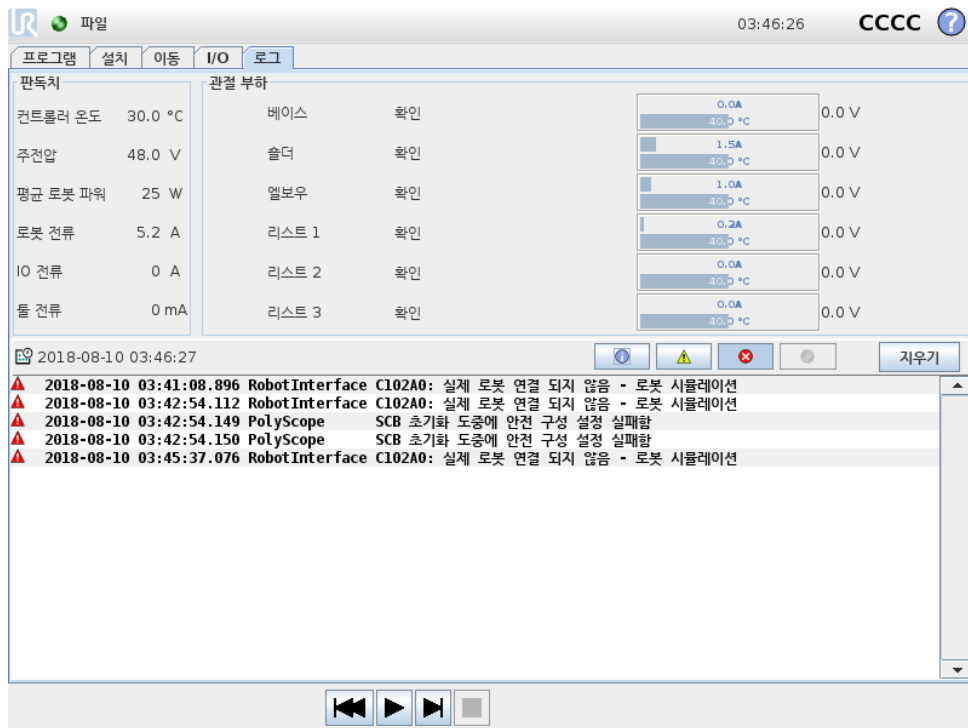 UR 파일 03:46:26 CCCC ?
프로그램 설치 이동 I/O 로그
판독치 관절 부하
컨트롤러 온도 30.0 °C
주전압 48.0 V
평균 로봇 파워 25 W
로봇 전류 5.2 A
IO 전류 0 A
툴 전류 0 mA
베이스 확인 0.0A 40.0 °C 0.0 V
숄더 확인 1.5A 40.0 °C 0.0 V
엘보우 확인 1.0A 40.0 °C 0.0 V
리스트 1 확인 0.2A 40.0 °C 0.0 V
리스트 2 확인 0.0A 40.0 °C 0.0 V
리스트 3 확인 0.0A 40.0 °C 0.0 V
2018-08-10 03:46:27 지우기
2018-08-10 03:41:08.896 RobotInterface C102A0: 실제 로봇 연결 되지 않음 - 로봇 시뮬레이션
2018-08-10 03:42:54.112 RobotInterface C102A0: 실제 로봇 연결 되지 않음 - 로봇 시뮬레이션
2018-08-10 03:42:54.149 PolyScope SCB 초기화 도중에 안전 구성 설정 실패함
2018-08-10 03:42:54.150 PolyScope SCB 초기화 도중에 안전 구성 설정 실패함
2018-08-10 03:45:37.076 RobotInterface C102A0: 실제 로봇 연결 되지 않음 - 로봇 시뮬레이션